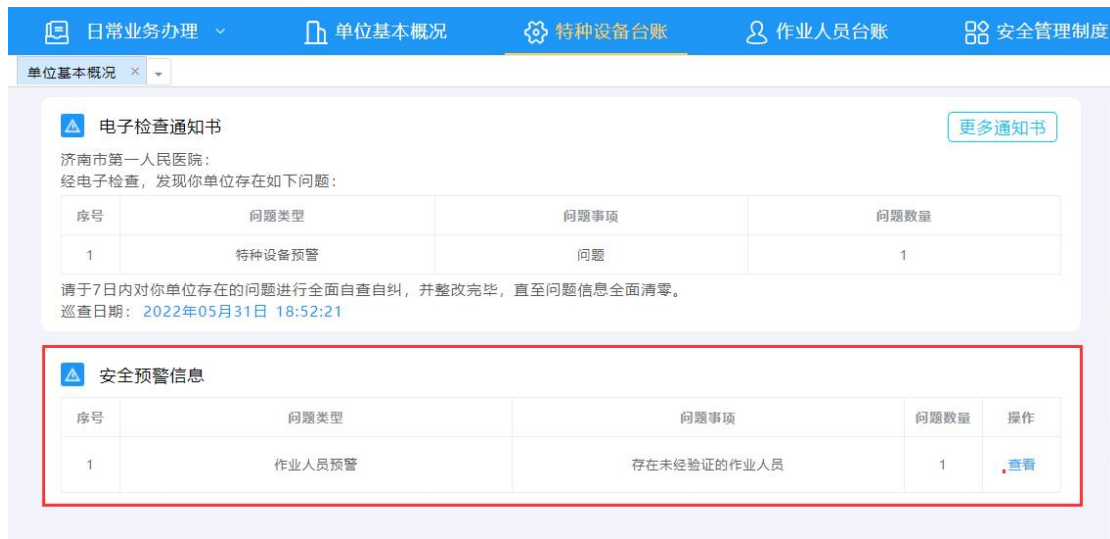 日常业务办理 单位基本概况 特种设备台账 作业人员台账 安全管理制度
单位基本概况 ×
电子检查通知书 更多通知书
济南市第一人民医院：
经电子检查，发现你单位存在如下问题：
序号 问题类型 问题事项 问题数量
1 特种设备预警 问题 1
请于7日内对你单位存在的问题进行全面自查自纠，并整改完毕，直至问题信息全面清零。
巡查日期： 2022年05月31日 18:52:21
安全预警信息
序号 问题类型 问题事项 问题数量 操作
1 作业人员预警 存在未经验证的作业人员 1 查看